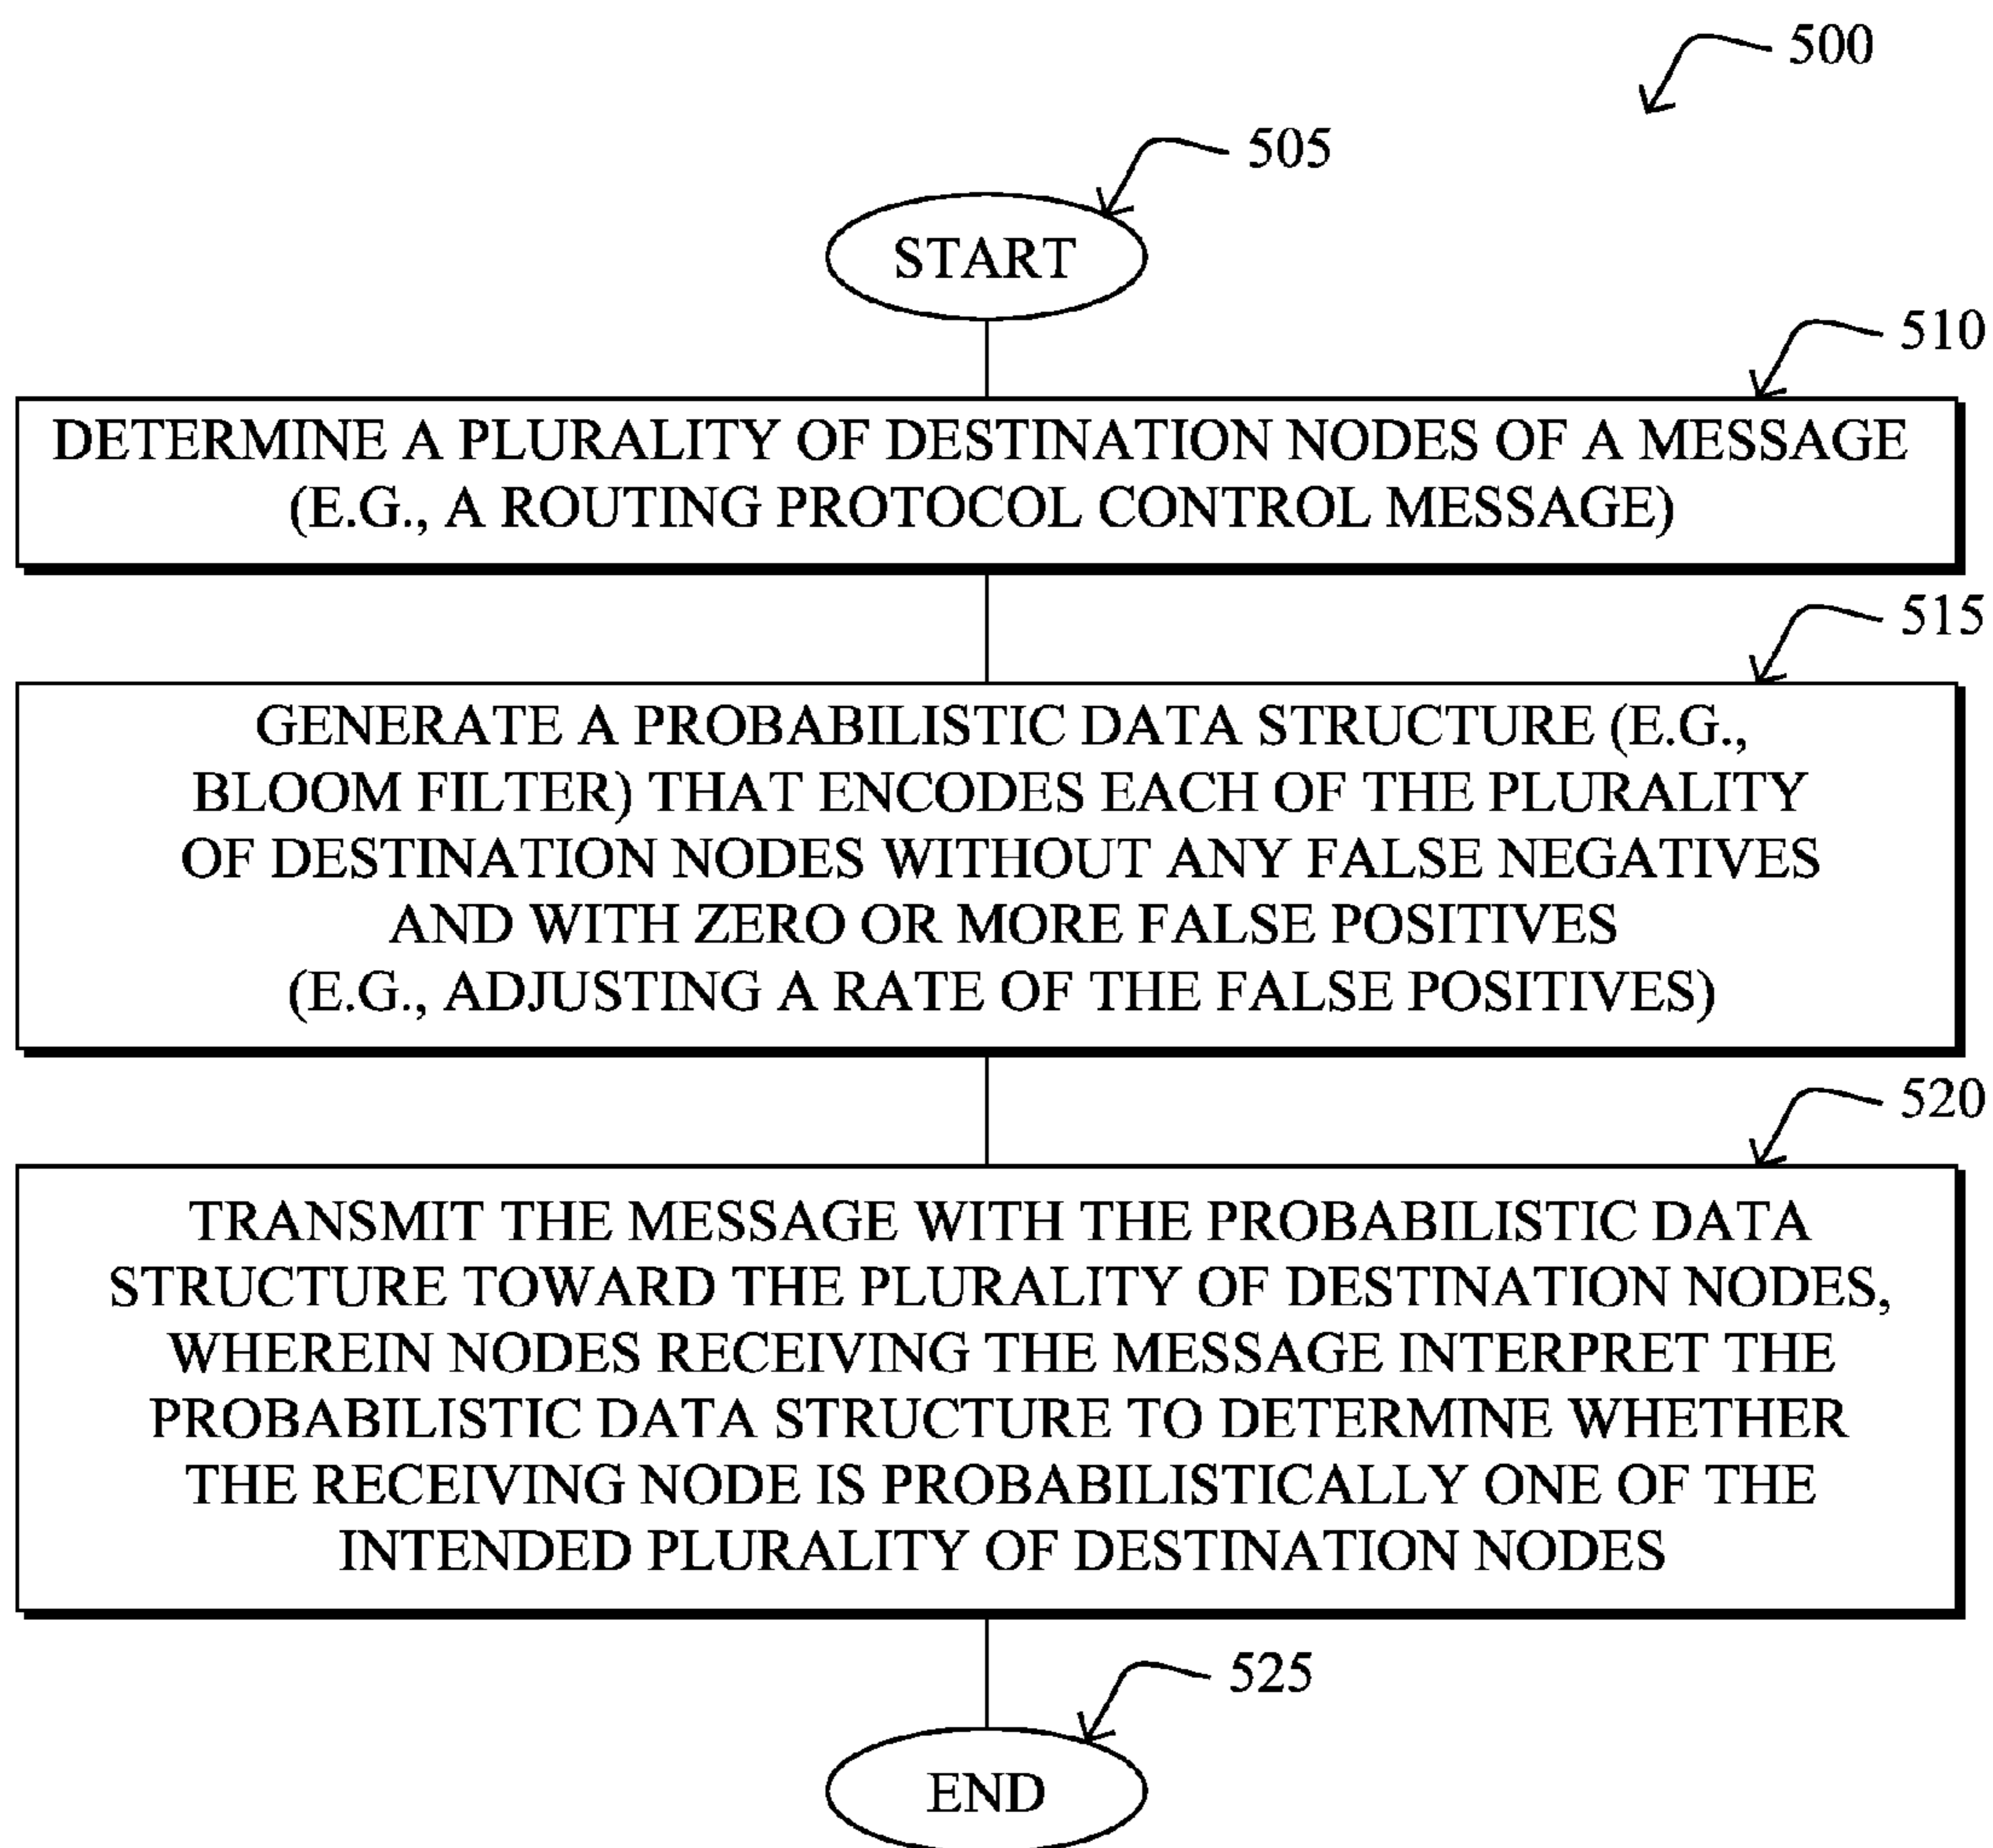 500
505
START
510
DETERMINE A PLURALITY OF DESTINATION NODES OF A MESSAGE
(E.G., A ROUTING PROTOCOL CONTROL MESSAGE)
515
GENERATE A PROBABILISTIC DATA STRUCTURE (E.G.,
BLOOM FILTER) THAT ENCODES EACH OF THE PLURALITY
OF DESTINATION NODES WITHOUT ANY FALSE NEGATIVES
AND WITH ZERO OR MORE FALSE POSITIVES
(E.G., ADJUSTING A RATE OF THE FALSE POSITIVES)
520
TRANSMIT THE MESSAGE WITH THE PROBABILISTIC DATA
STRUCTURE TOWARD THE PLURALITY OF DESTINATION NODES,
WHEREIN NODES RECEIVING THE MESSAGE INTERPRET THE
PROBABILISTIC DATA STRUCTURE TO DETERMINE WHETHER
THE RECEIVING NODE IS PROBABILISTICALLY ONE OF THE
INTENDED PLURALITY OF DESTINATION NODES
525
END